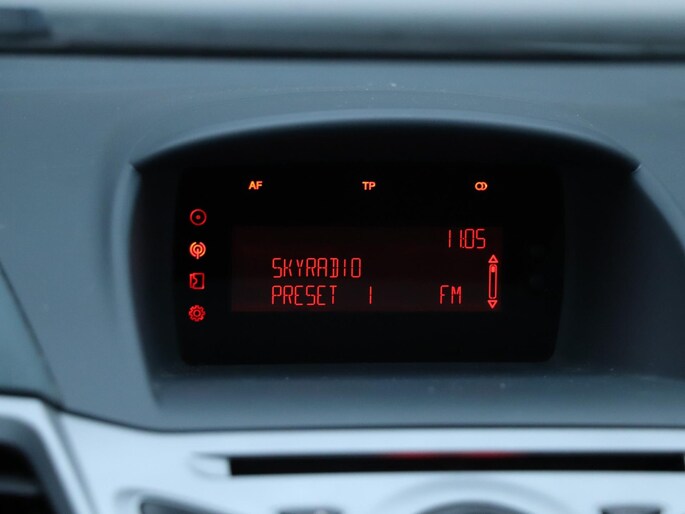 AF TP
11:05
SKYRADIO
PRESET 1 FM